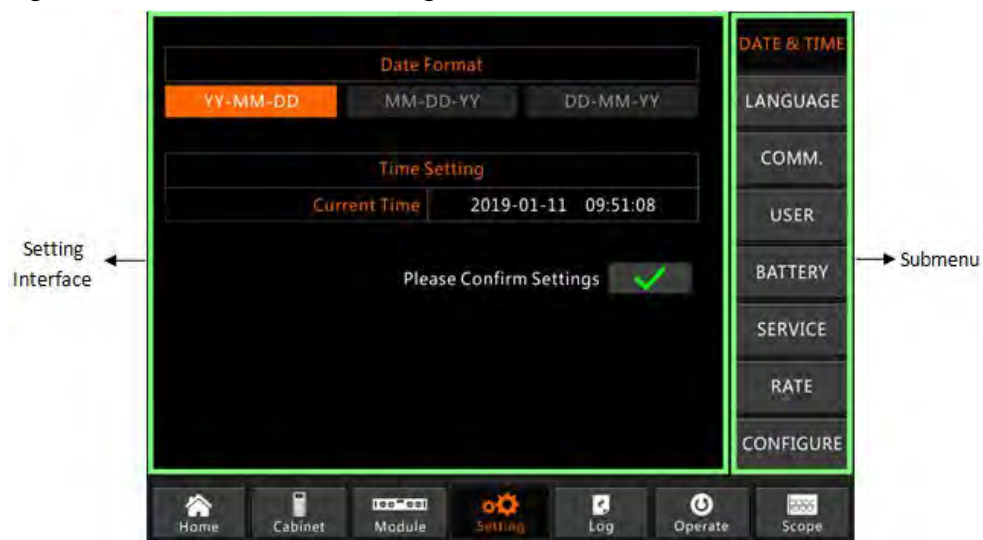 DATE & TIME
Date Format
YY-MM-DD MM-DD-YY DD-MM-YY
LANGUAGE
Time Setting
COMM.
Current Time 2019-01-11 09:51:08
USER
Setting
Interface
Please Confirm Settings
BATTERY
Submenu
SERVICE
RATE
CONFIGURE
Home Cabinet Module Setting Log Operate Scope